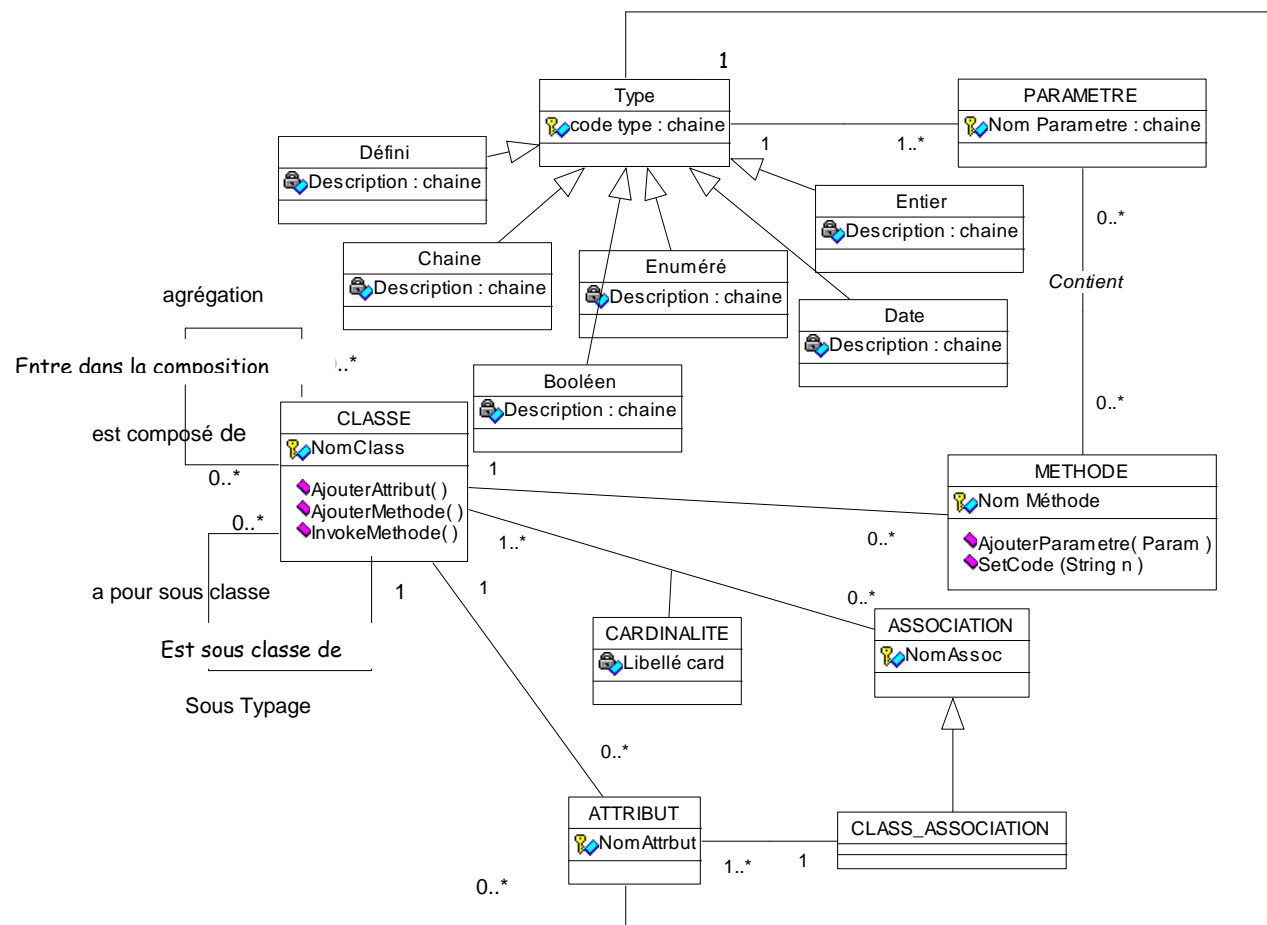 1
Type
code type : chaine
PARAMETRE
Nom Parametre : chaine
1
1..*
Défini
Description : chaine
Entier
Description : chaine
0..*
Chaine
Description : chaine
Enuméré
Description : chaine
Contient
agrégation
Date
Description : chaine
Entre dans la composition
0..*
Booléen
Description : chaine
CLASSE
NomClass
AjouterAttribut( )
AjouterMethode( )
InvokeMethode( )
est composé de
0..*
0..*
1
0..*
METHODE
Nom Méthode
AjouterParametre( Param )
SetCode (String n )
0..*
1..*
a pour sous classe
1
1
0..*
Est sous classe de
CARDINALITE
Libellé card
ASSOCIATION
NomAssoc
Sous Typage
0..*
ATTRIBUT
NomAttrbut
CLASS_ASSOCIATION
1..*
1
0..*